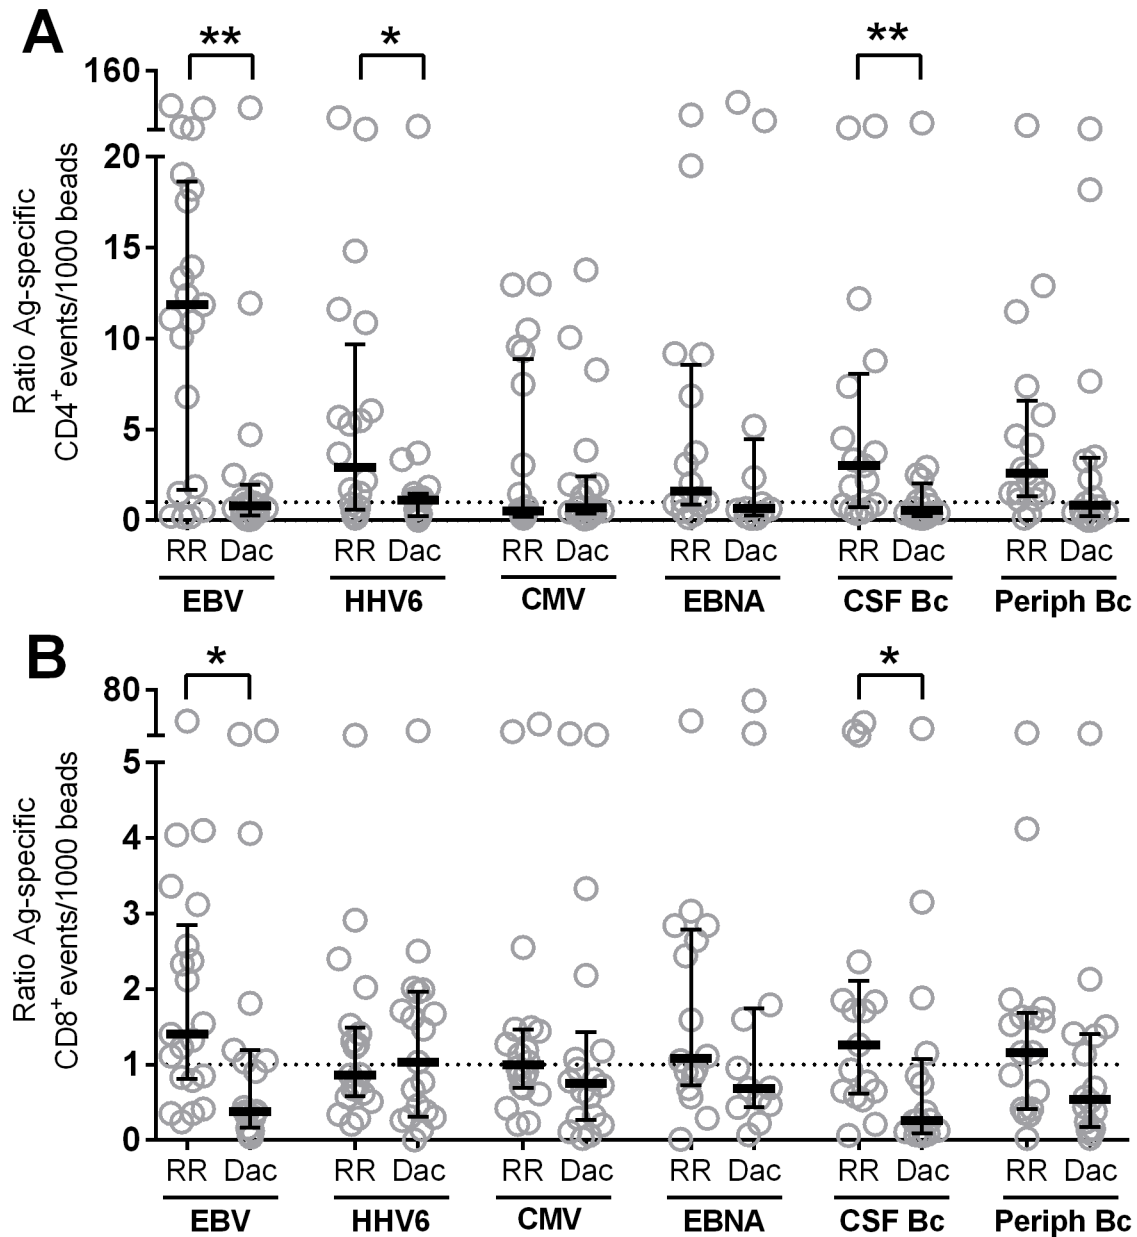 A
** * **
160
20
15
10
5
0
Ratio Ag-specific
CD4+events/1000 beads
RR Dac RR Dac RR Dac RR Dac RR Dac RR Dac
EBV HHV6 CMV EBNA CSF Bc Periph Bc
B
* *
80
5
4
3
2
1
0
Ratio Ag-specific
CD8+events/1000 beads
RR Dac RR Dac RR Dac RR Dac RR Dac RR Dac
EBV HHV6 CMV EBNA CSF Bc Periph Bc